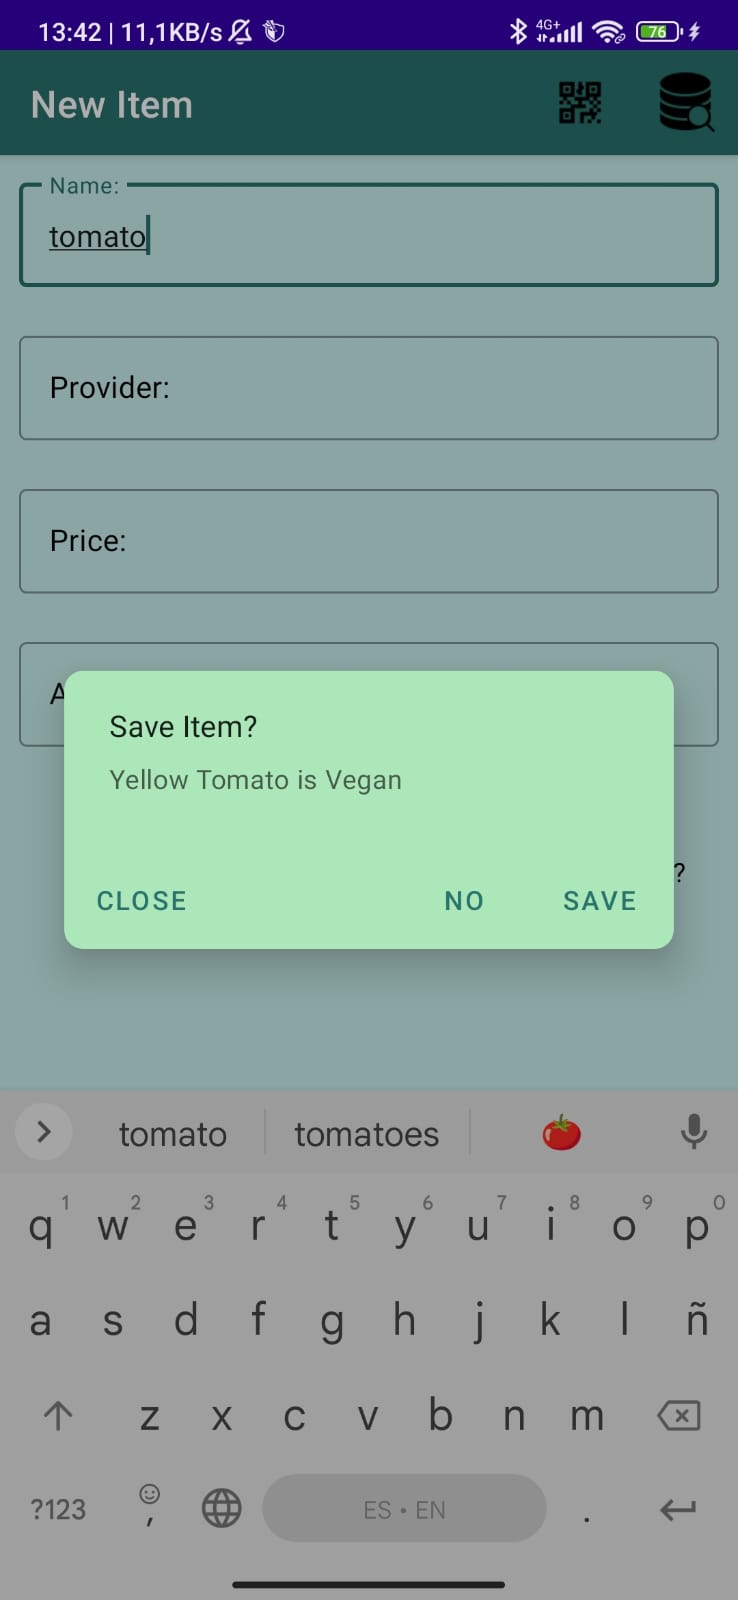 13:42 | 11,1KB/s 4G+ 76
New Item
Name:
tomato
Provider:
Price:
A
Save Item?
Yellow Tomato is Vegan
?
CLOSE NO SAVE
tomato tomatoes
1 2 3 4 5 6 7 8 9 0
q w e r t y u i o p
a s d f g h j k l ñ
z x c v b n m
?123 , ES • EN .